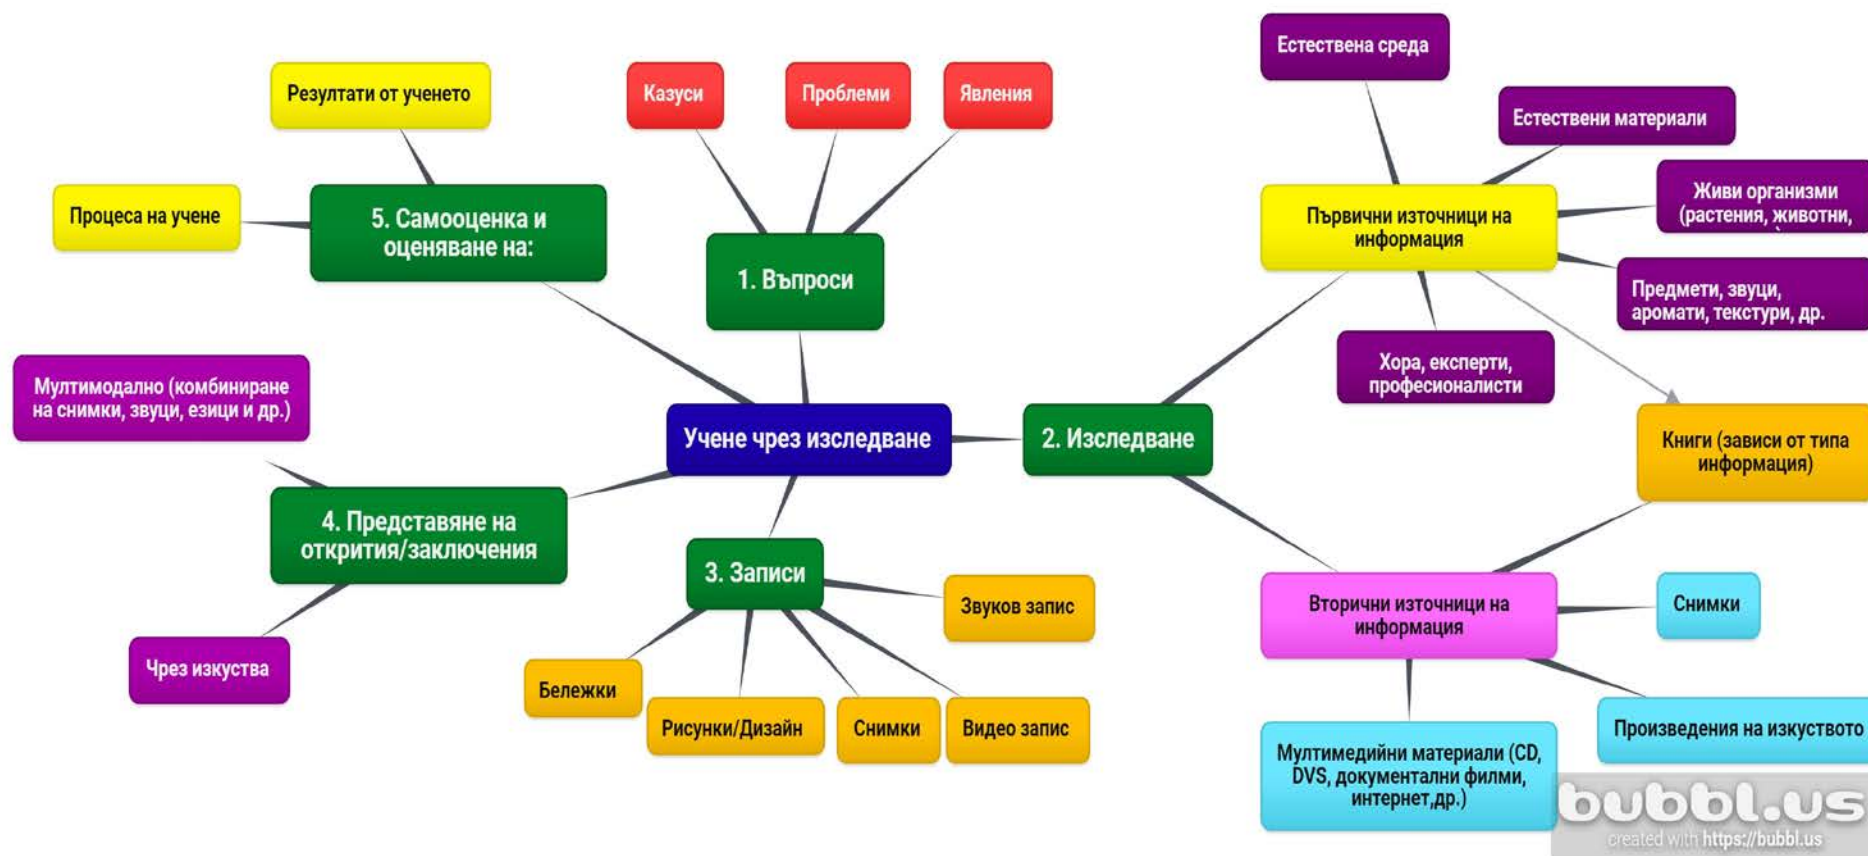 Естествена среда
Резултати от ученето
Казуси
Проблеми
Явления
Естествени материали
Процеса на учене
5. Самооценка и
оценяване на:
1. Въпроси
Първични източници на
информация
Живи организми
(растения, животни,
Предмети, звуци,
аромати, текстури, др.
Хора, експерти,
професионалисти
Мултимодално (комбиниране
на снимки, звуци, езици и др.)
Учене чрез изследване
2. Изследване
Книги (зависи от типа
информация)
4. Представяне на
открития/заключения
3. Записи
Звуков запис
Бележки
Рисунки/Дизайн
Снимки
Видео запис
Чрез изкуства
Вторични източници на
информация
Снимки
Произведения на изкуството
Мултимедийни материали (CD,
DVS, документални филми,
интернет,др.)
bubbl.us
created with https://bubbl.us